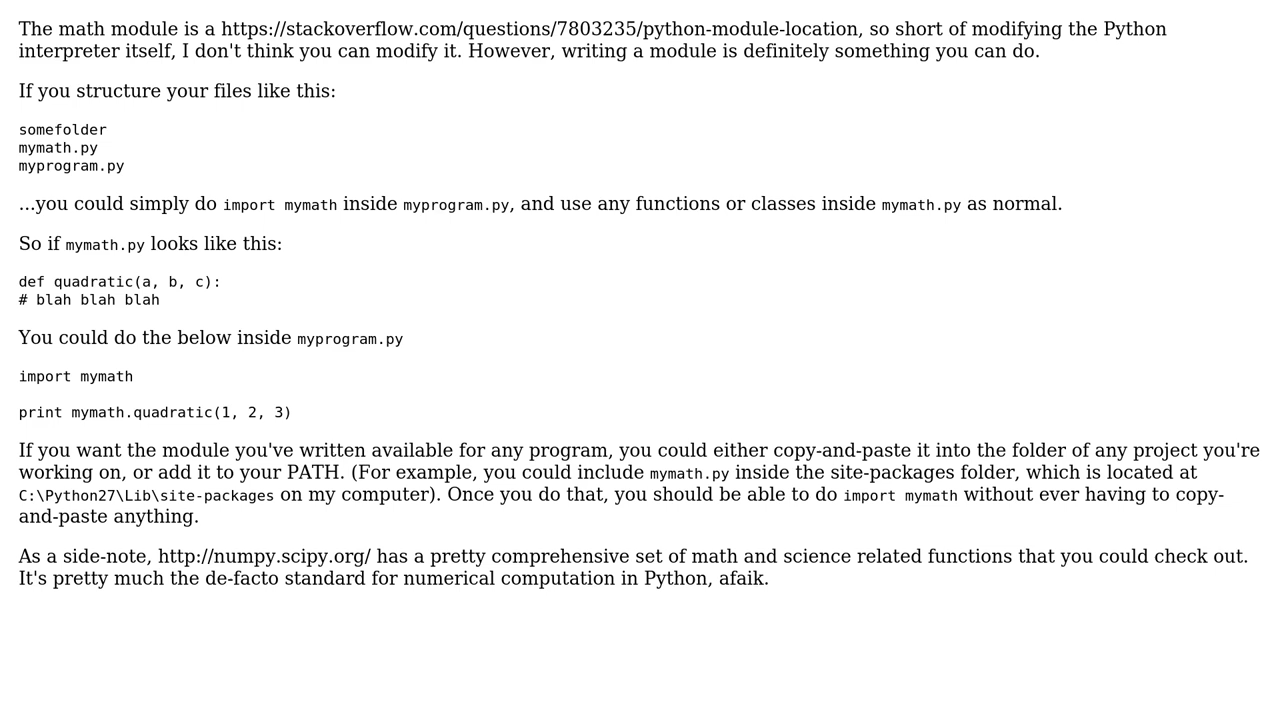 The math module is a https://stackoverflow.com/questions/7803235/python-module-location, so short of modifying the Python
interpreter itself, I don't think you can modify it. However, writing a module is definitely something you can do.
If you structure your files like this:
somefolder
mymath.py
myprogram.py
...you could simply do import mymath inside myprogram.py, and use any functions or classes inside mymath.py as normal.
So if mymath.py looks like this:
def quadratic(a, b, c):
# blah blah blah
You could do the below inside myprogram.py
import mymath
print mymath.quadratic(1, 2, 3)
If you want the module you've written available for any program, you could either copy-and-paste it into the folder of any project you're
working on, or add it to your PATH. (For example, you could include mymath.py inside the site-packages folder, which is located at
C:\Python27\Lib\site-packages on my computer). Once you do that, you should be able to do import mymath without ever having to copy-
and-paste anything.
As a side-note, http://numpy.scipy.org/ has a pretty comprehensive set of math and science related functions that you could check out.
It's pretty much the de-facto standard for numerical computation in Python, afaik.